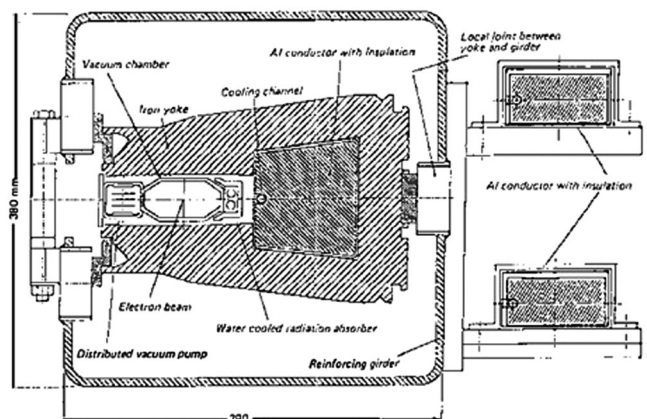 Local joint between
yoke and girder
Al conductor with insulation
Vacuum chamber
Cooling channel
Iron yoke
380 mm
Al conductor with insulation
Electron beam
Water cooled radiation absorber
Distributed vacuum pump
Reinforcing girder